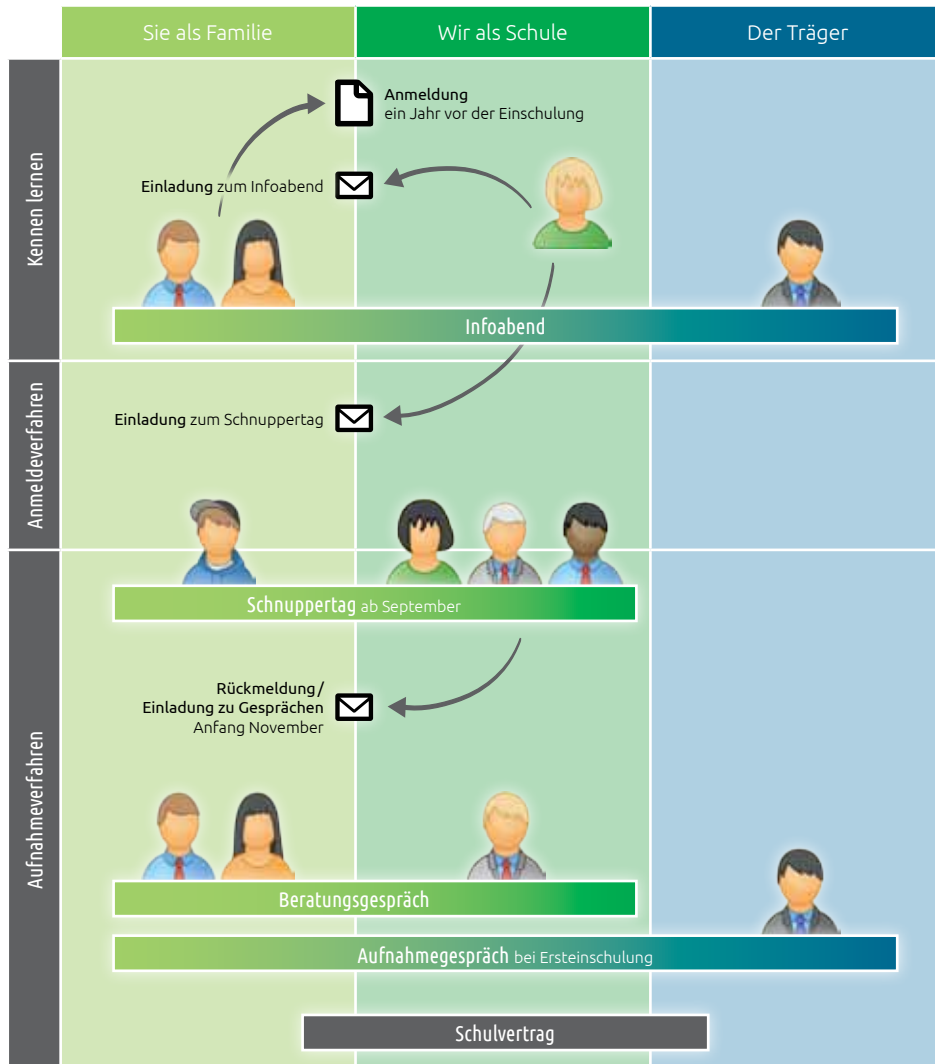 Sie als Familie
Wir als Schule
Der Träger
Kennen lernen
Anmeldung
ein Jahr vor der Einschulung
Einladung zum Infoabend
Infoabend
Anmeldeverfahren
Einladung zum Schnuppertag
Aufnahmeverfahren
Schnuppertag ab September
Rückmeldung/
Einladung zu Gesprächen
Anfang November
Beratungsgespräch
Aufnahmegespräch bei Ersteinschulung
Schulvertrag